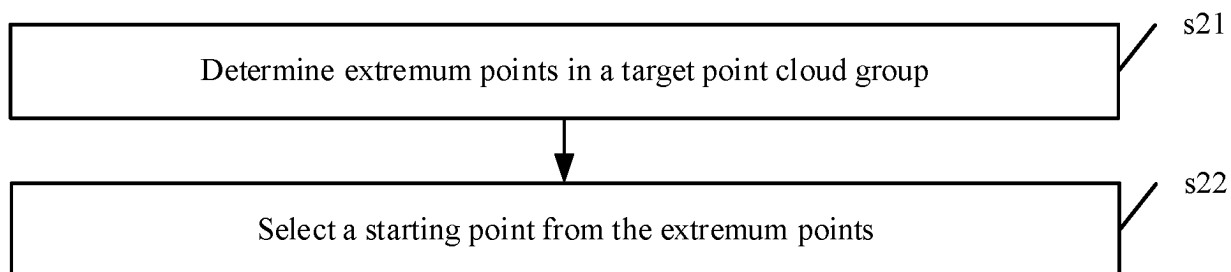 s21
Determine extremum points in a target point cloud group
s22
Select a starting point from the extremum points